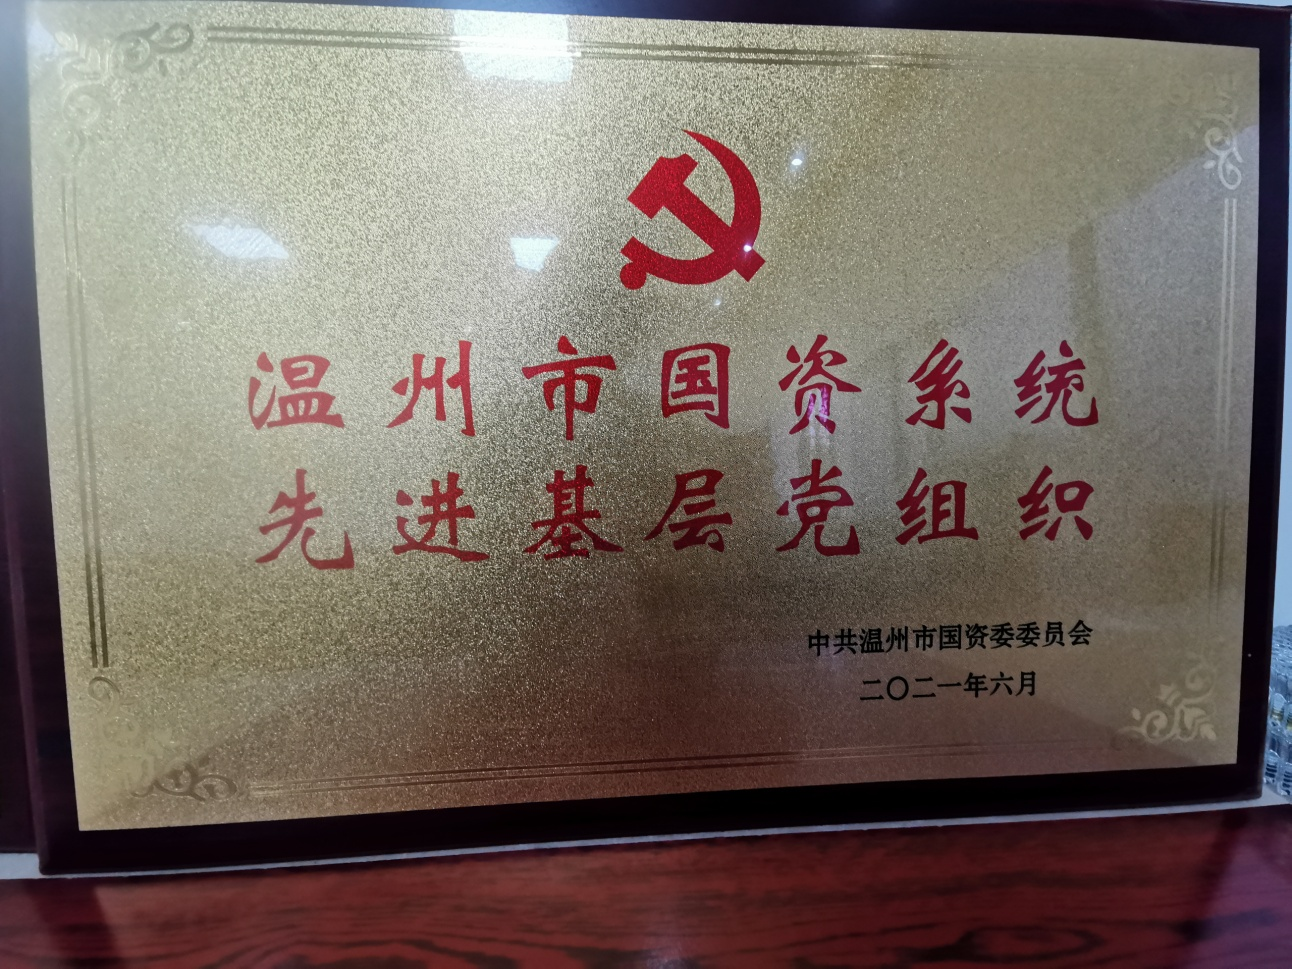 温州市国资系统
先进基层党组织
中共温州市国资委委员会
二〇二一年六月